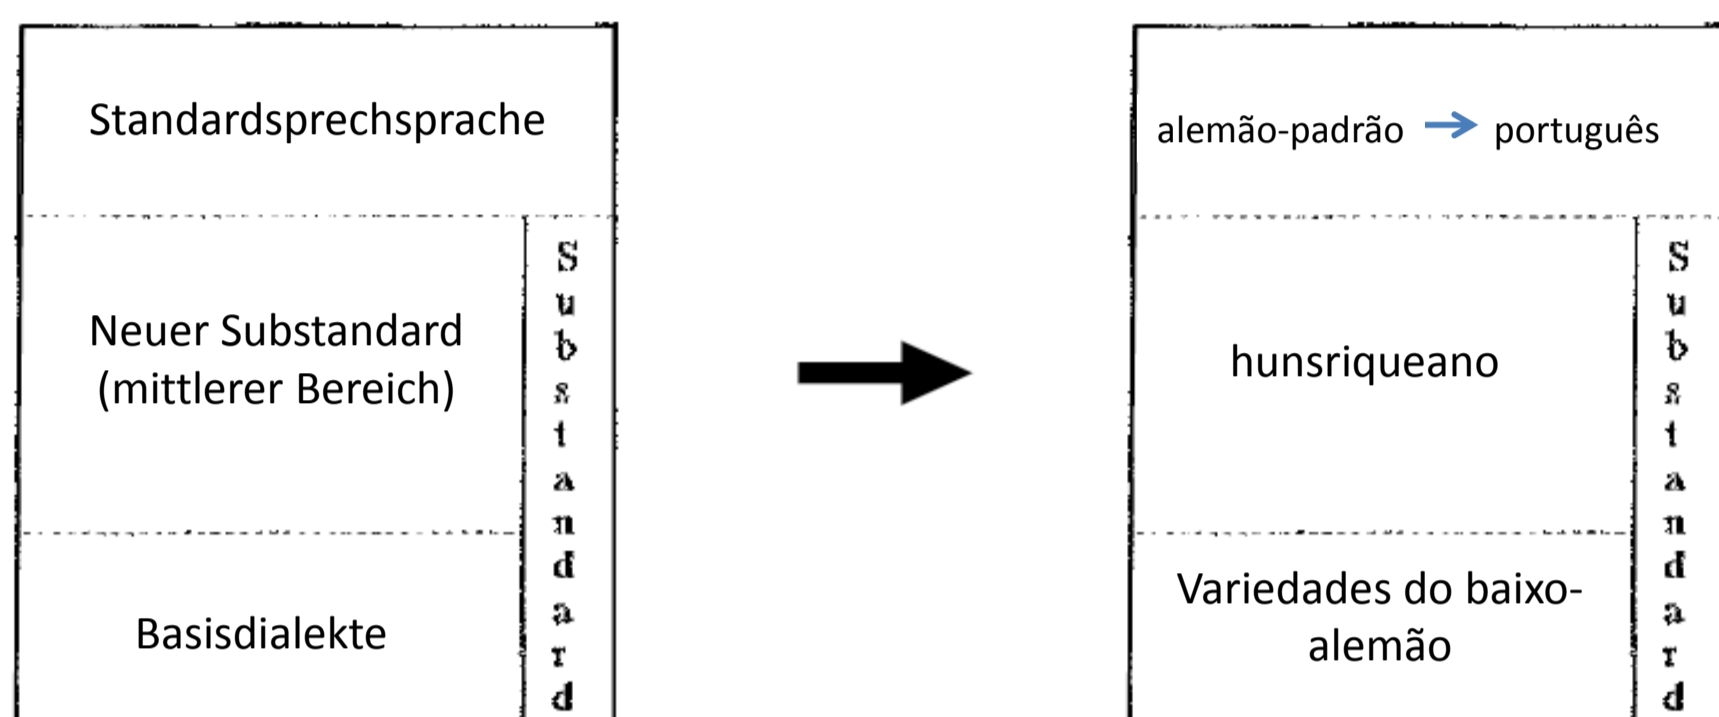 Standardsprechsprache
Neuer Substandard
(mittlerer Bereich)
Basisdialekte
Substandard
alemão-padrão → português
hunsriqueano
Variedades do baixo-
alemão
Substandard